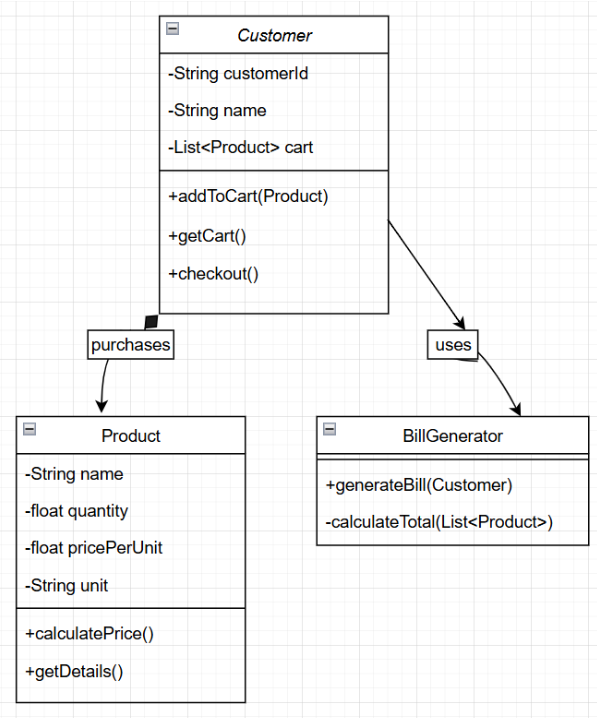 Customer
-String customerId
-String name
-List<Product> cart
+addToCart(Product)
+getCart()
+checkout()
purchases
uses
Product
-String name
-float quantity
-float pricePerUnit
-String unit
+calculatePrice()
+getDetails()
BillGenerator
+generateBill(Customer)
-calculateTotal(List<Product>)